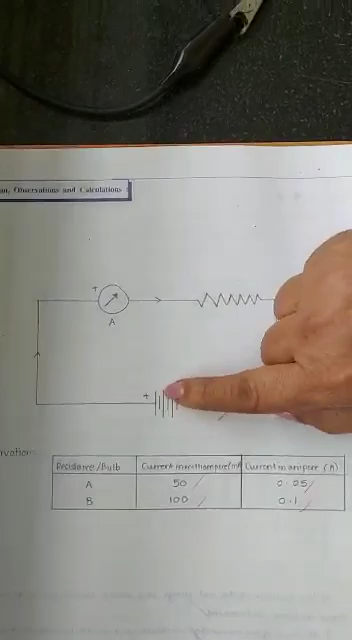 an, Observations and Calculations
+
A
+
rvation:
Resistance/Bulb Current in milliampere(mA) Current in ampere (A)
A 50 0.05
B 100 0.1